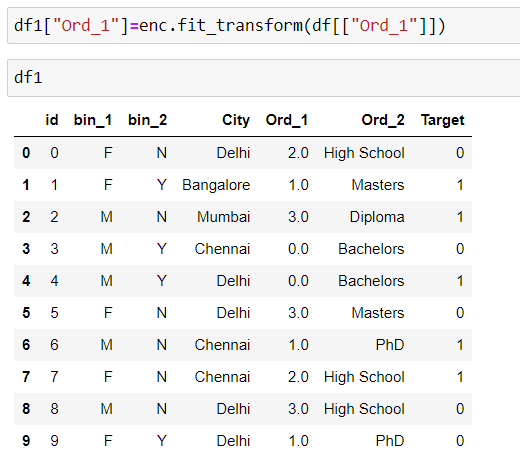 df1["Ord_1"]=enc.fit_transform(df[["Ord_1"]])
df1
id bin_1 bin_2 City Ord_1 Ord_2 Target
0 0 F N Delhi 2.0 High School 0
1 1 F Y Bangalore 1.0 Masters 1
2 2 M N Mumbai 3.0 Diploma 1
3 3 M Y Chennai 0.0 Bachelors 0
4 4 M Y Delhi 0.0 Bachelors 1
5 5 F N Delhi 3.0 Masters 0
6 6 M N Chennai 1.0 PhD 1
7 7 F N Chennai 2.0 High School 1
8 8 M N Delhi 3.0 High School 0
9 9 F Y Delhi 1.0 PhD 0